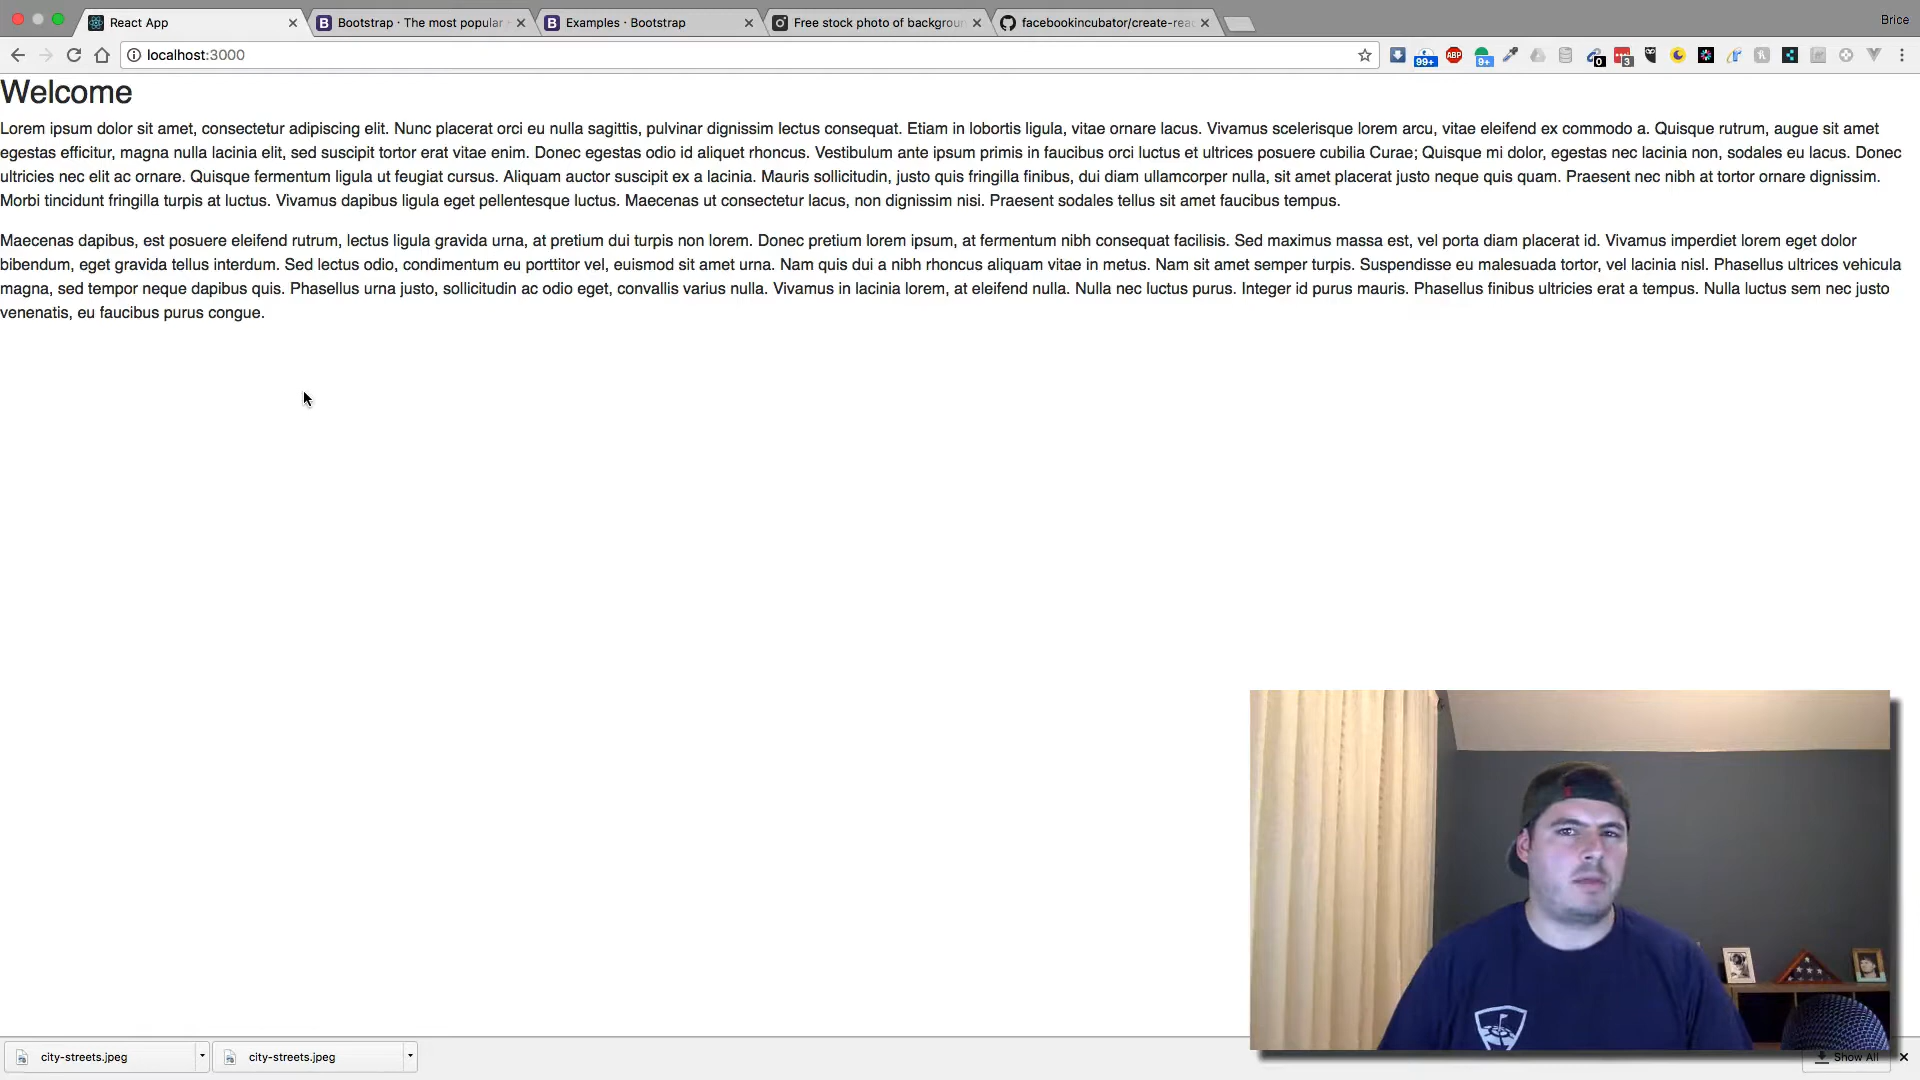 React App
Bootstrap · The most popular
Examples · Bootstrap
Free stock photo of backgroun
facebookincubator/create-rea
Brice
localhost:3000
99+
ABP
9+
0
3
Welcome
Lorem ipsum dolor sit amet, consectetur adipiscing elit. Nunc placerat orci eu nulla sagittis, pulvinar dignissim lectus consequat. Etiam in lobortis ligula, vitae ornare lacus. Vivamus scelerisque lorem arcu, vitae eleifend ex commodo a. Quisque rutrum, augue sit amet
egestas efficitur, magna nulla lacinia elit, sed suscipit tortor erat vitae enim. Donec egestas odio id aliquet rhoncus. Vestibulum ante ipsum primis in faucibus orci luctus et ultrices posuere cubilia Curae; Quisque mi dolor, egestas nec lacinia non, sodales eu lacus. Donec
ultricies nec elit ac ornare. Quisque fermentum ligula ut feugiat cursus. Aliquam auctor suscipit ex a lacinia. Mauris sollicitudin, justo quis fringilla finibus, dui diam ullamcorper nulla, sit amet placerat justo neque quis quam. Praesent nec nibh at tortor ornare dignissim.
Morbi tincidunt fringilla turpis at luctus. Vivamus dapibus ligula eget pellentesque luctus. Maecenas ut consectetur lacus, non dignissim nisi. Praesent sodales tellus sit amet faucibus tempus.
Maecenas dapibus, est posuere eleifend rutrum, lectus ligula gravida urna, at pretium dui turpis non lorem. Donec pretium lorem ipsum, at fermentum nibh consequat facilisis. Sed maximus massa est, vel porta diam placerat id. Vivamus imperdiet lorem eget dolor
bibendum, eget gravida tellus interdum. Sed lectus odio, condimentum eu porttitor vel, euismod sit amet urna. Nam quis dui a nibh rhoncus aliquam vitae in metus. Nam sit amet semper turpis. Suspendisse eu malesuada tortor, vel lacinia nisl. Phasellus ultrices vehicula
magna, sed tempor neque dapibus quis. Phasellus urna justo, sollicitudin ac odio eget, convallis varius nulla. Vivamus in lacinia lorem, at eleifend nulla. Nulla nec luctus purus. Integer id purus mauris. Phasellus finibus ultricies erat a tempus. Nulla luctus sem nec justo
venenatis, eu faucibus purus congue.
city-streets.jpeg
city-streets.jpeg
Show All